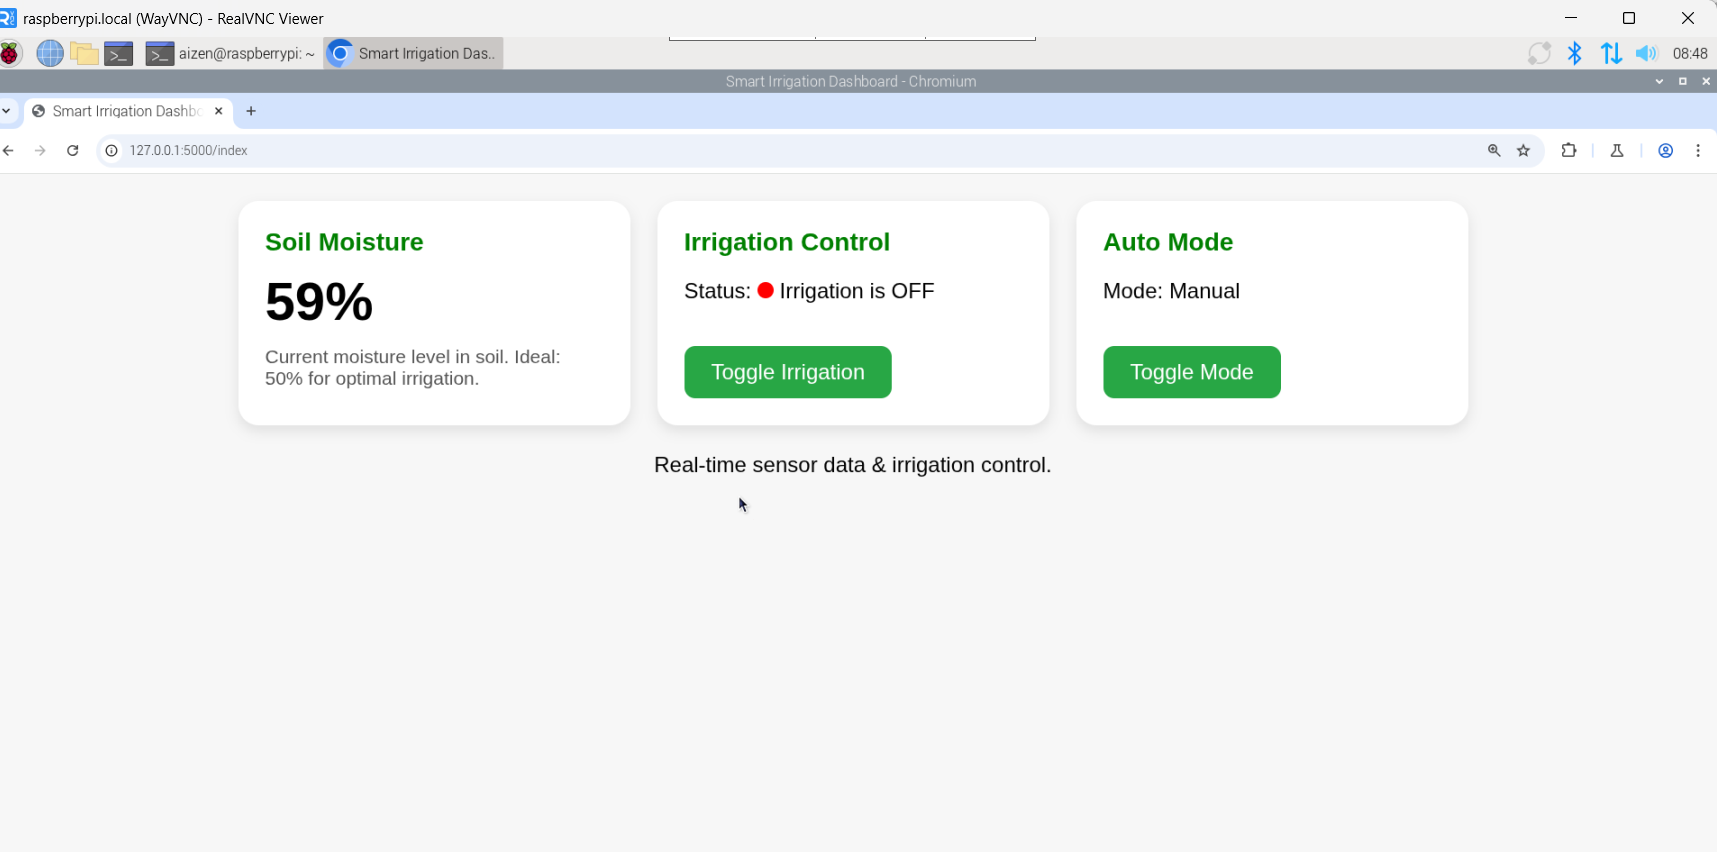 raspberrypi.local (WayVNC) - RealVNC Viewer
aizen@raspberrypi: ~
Smart Irrigation Das..
08:48
Smart Irrigation Dashboard - Chromium
Smart Irrigation Dashbo
127.0.0.1:5000/index
Soil Moisture
59%
Current moisture level in soil. Ideal:
50% for optimal irrigation.
Irrigation Control
Status: Irrigation is OFF
Toggle Irrigation
Auto Mode
Mode: Manual
Toggle Mode
Real-time sensor data & irrigation control.